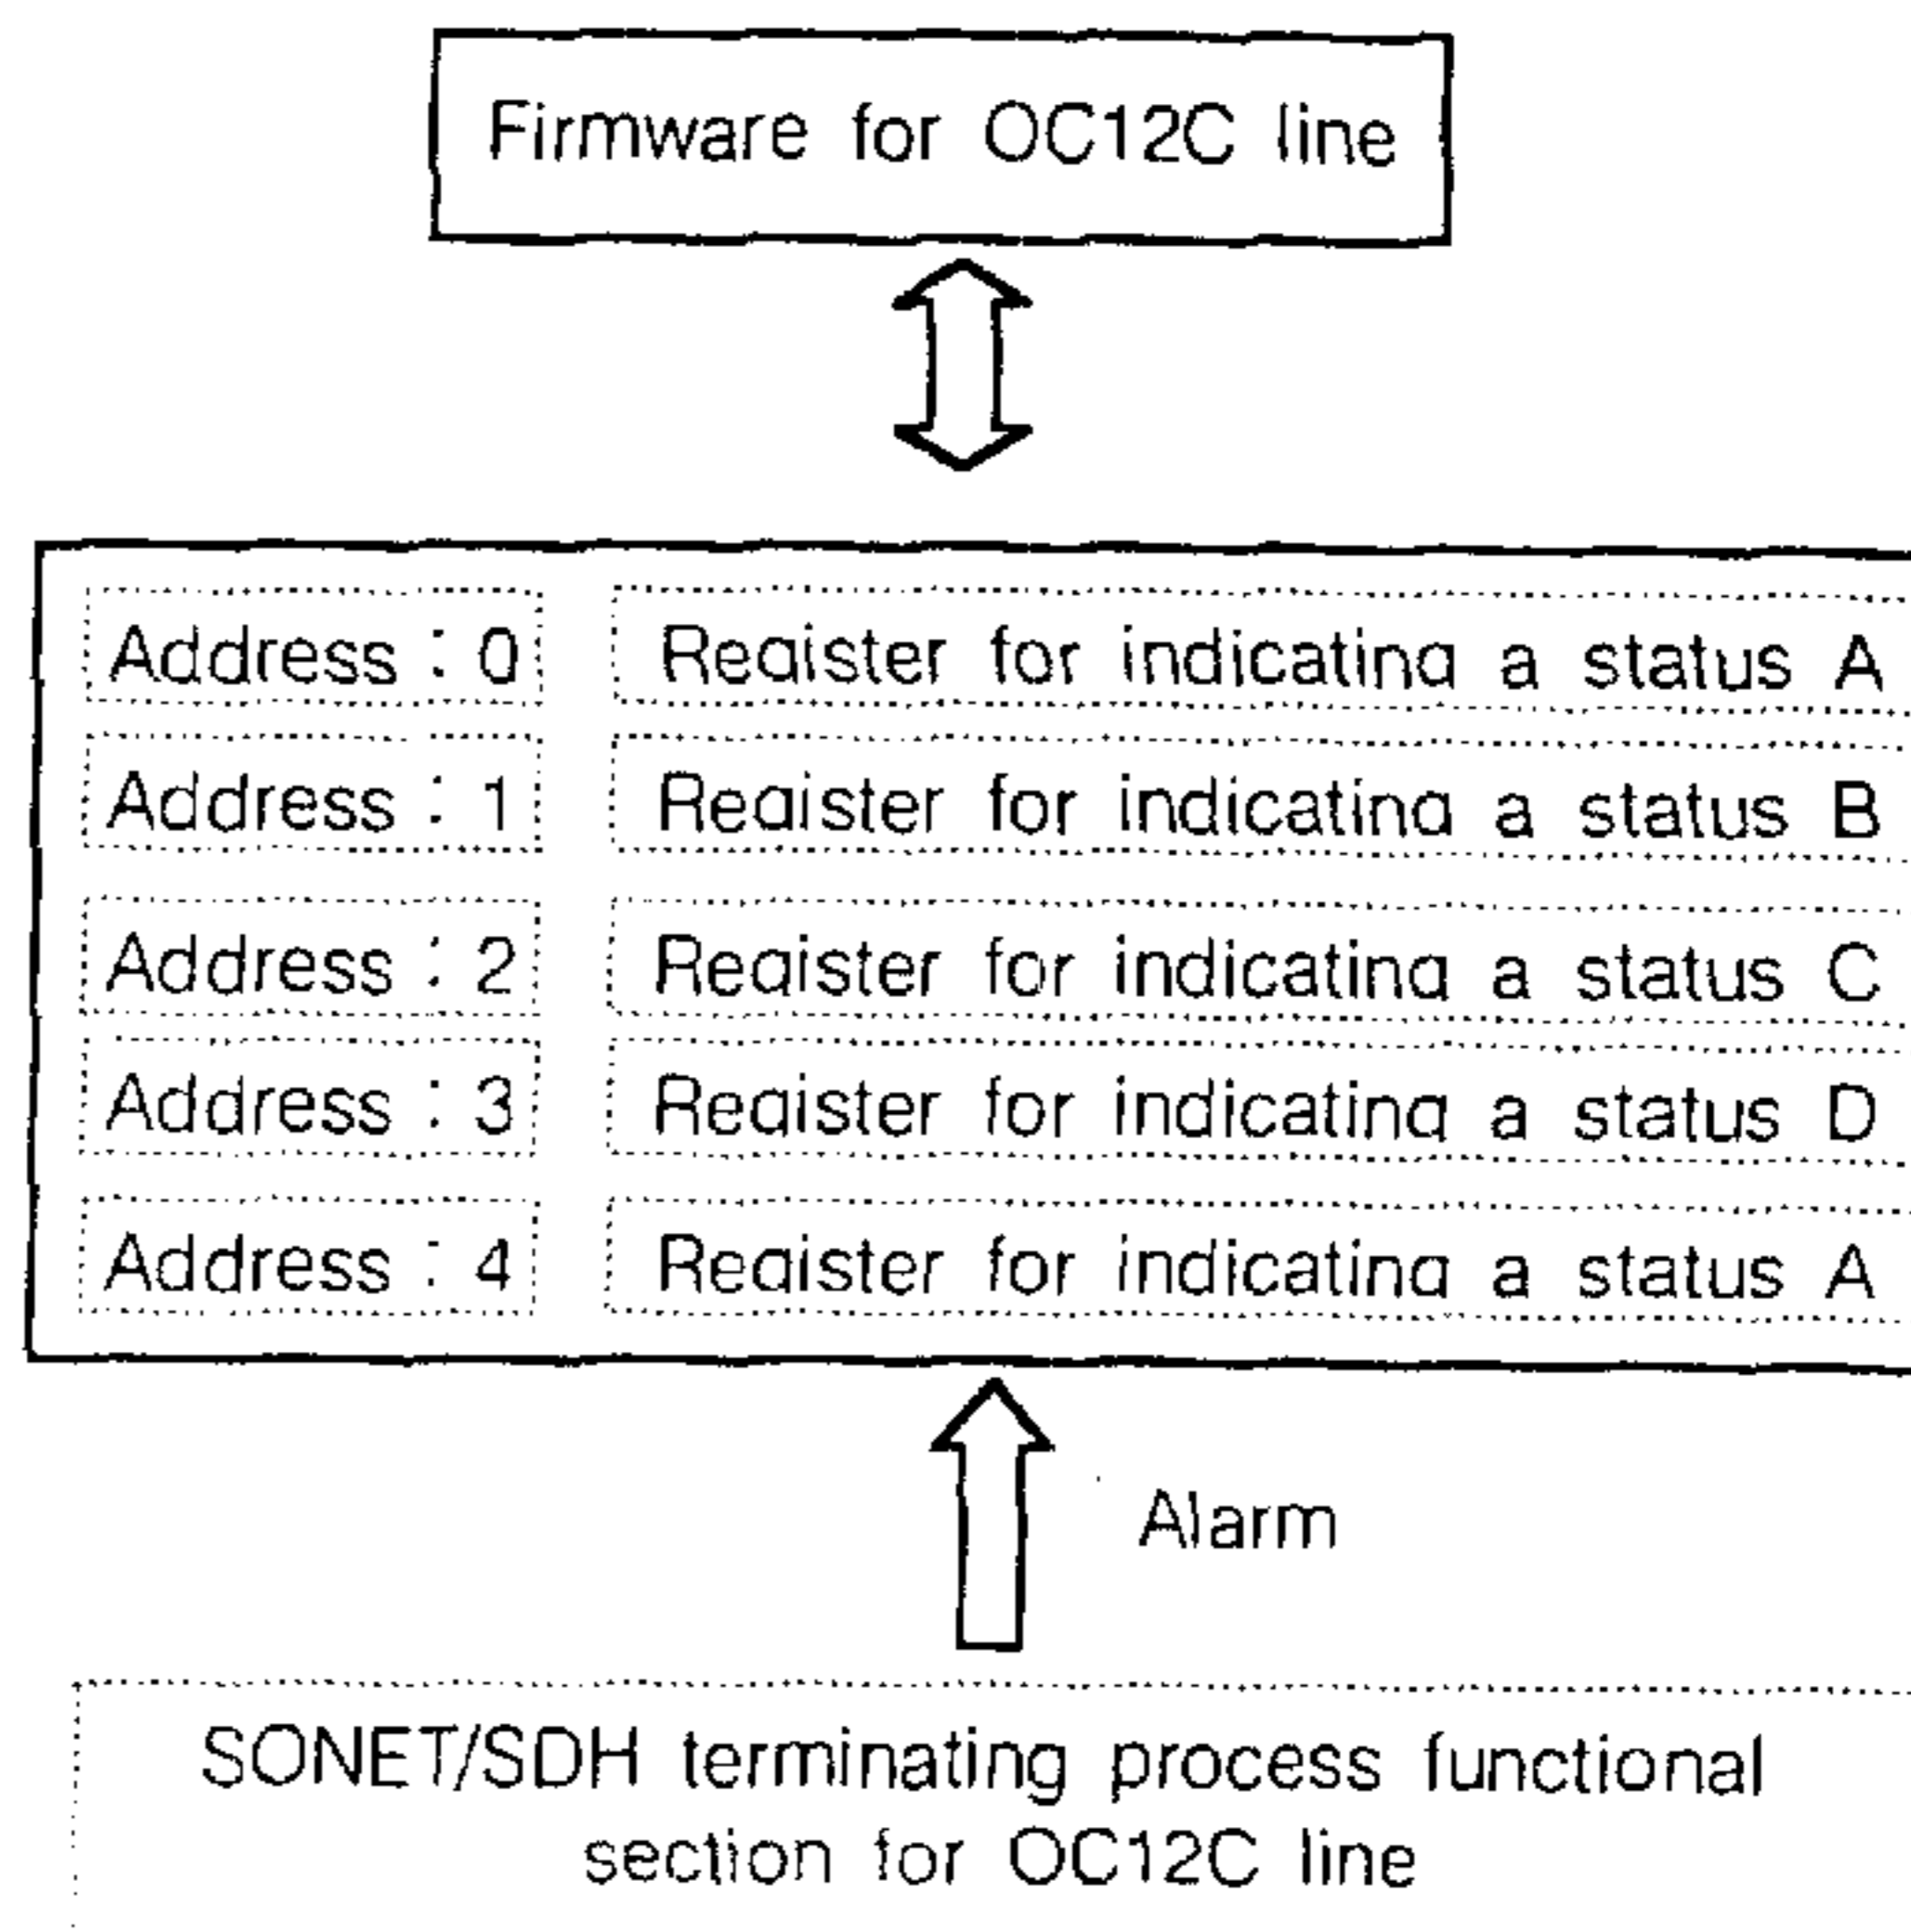 Firmware for OC12C line
Address : 0 Register for indicating a status A
Address : 1 Register for indicating a status B
Address : 2 Register for indicating a status C
Address : 3 Register for indicating a status D
Address : 4 Register for indicating a status A
Alarm
SONET/SDH terminating process functional
section for OC12C line